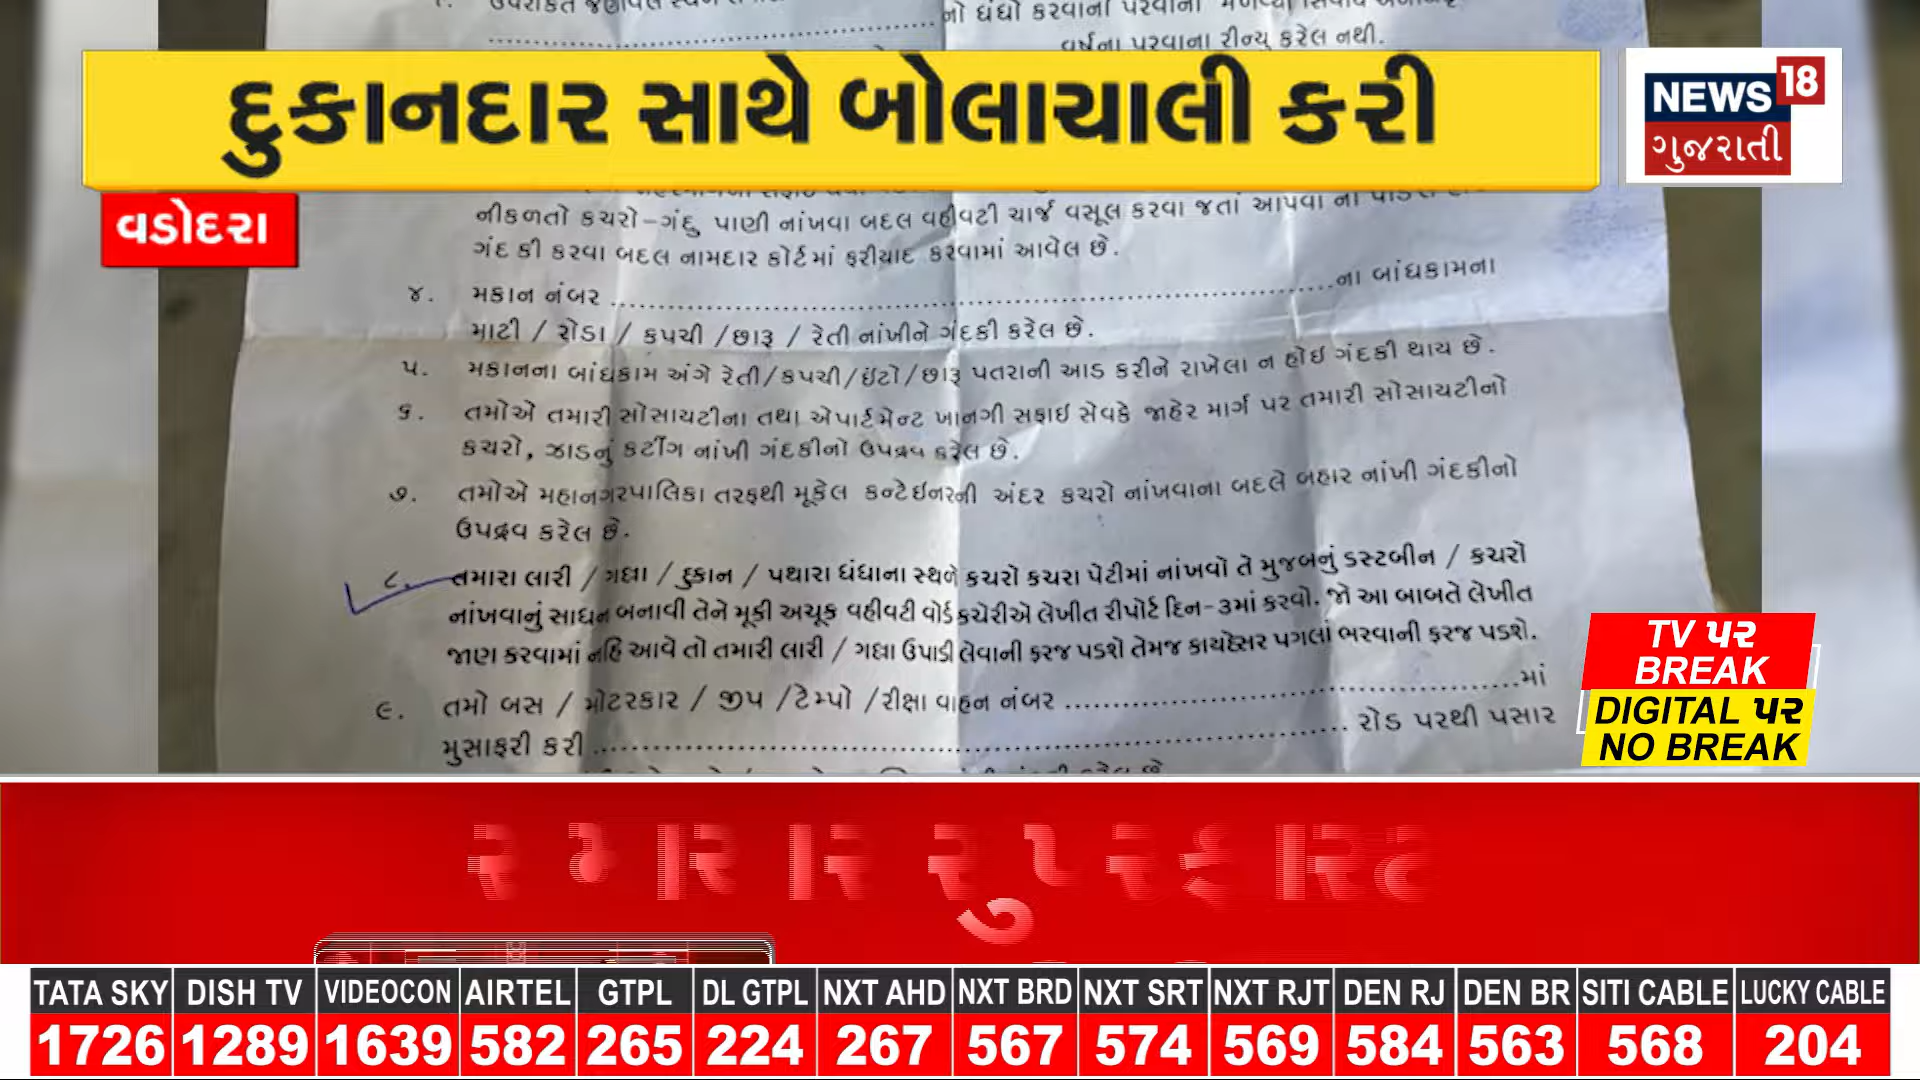 દુકાનદાર સાથે બોલાચાલી કરી
NEWS 18
ગુજરાતી
વડોદરા
વર્ષના પરવાના રીન્યુ કરેલ નથી.
નીકળતો કચરો-ગંદુ પાણી નાંખવા બદલ વહીવટી ચાર્જ વસૂલ કરવા જતાં આપવા ના પાડેલ
ગંદકી કરવા બદલ નામદાર કોર્ટમાં ફરીયાદ કરવામાં આવેલ છે.
૪. મકાન નંબર ........................ના બાંધકામના
માટી / રોડા / કપચી /છારૂ / રેતી નાંખીને ગંદકી કરેલ છે.
૫. મકાનના બાંધકામ અંગે રેતી/કપચી/ઈંટો/છારૂ પતરાની આડ કરીને રાખેલા ન હોઈ ગંદકી થાય છે.
૬. તમોએ તમારી સોસાયટીના તથા એપાર્ટમેન્ટ ખાનગી સફાઈ સેવકે જાહેર માર્ગ પર તમારી સોસાયટીનો
કચરો, ઝાડનું કર્ટીંગ નાંખી ગંદકીનો ઉપદ્રવ કરેલ છે.
૭. તમોએ મહાનગરપાલિકા તરફથી મૂકેલ કન્ટેઈનરની અંદર કચરો નાંખવાના બદલે બહાર નાંખી ગંદકીનો
ઉપદ્રવ કરેલ છે.
૮. તમારા લારી / ગલ્લા / દુકાન / પથારા ધંધાના સ્થળે કચરો કચરા પેટીમાં નાંખવો તે મુજબનું ડસ્ટબીન / કચરો
નાંખવાનું સાધન બનાવી તેને મૂકી અચૂક વહીવટી વોર્ડ કચેરીએ લેખીત રીપોર્ટ દિન-૩માં કરવો. જો આ બાબતે લેખીત
જાણ કરવામાં નહિ આવે તો તમારી લારી / ગલ્લા ઉપાડી લેવાની ફરજ પડશે તેમજ કાયદેસર પગલાં ભરવાની ફરજ પડશે.
૯. તમો બસ / મોટરકાર / જીપ /ટેમ્પો /રીક્ષા વાહન નંબર ........................માં
મુસાફરી કરી ........................ રોડ પરથી પસાર
TV પર
BREAK
DIGITAL પર
NO BREAK
TATA SKY DISH TV VIDEOCON AIRTEL GTPL DL GTPL NXT AHD NXT BRD NXT SRT NXT RJT DEN RJ DEN BR SITI CABLE LUCKY CABLE
1726 1289 1639 582 265 224 267 567 574 569 584 563 568 204